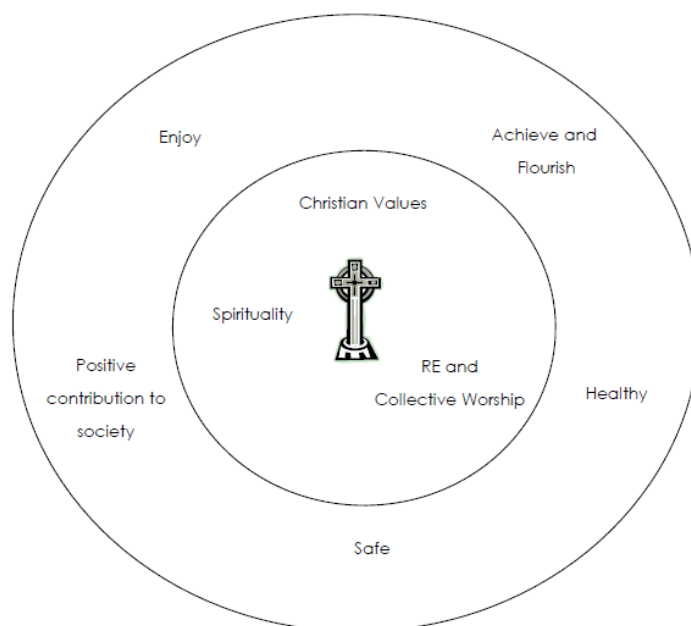 Enjoy
Achieve and
Flourish
Christian Values
Spirituality
RE and
Collective Worship
Positive
contribution to
society
Healthy
Safe